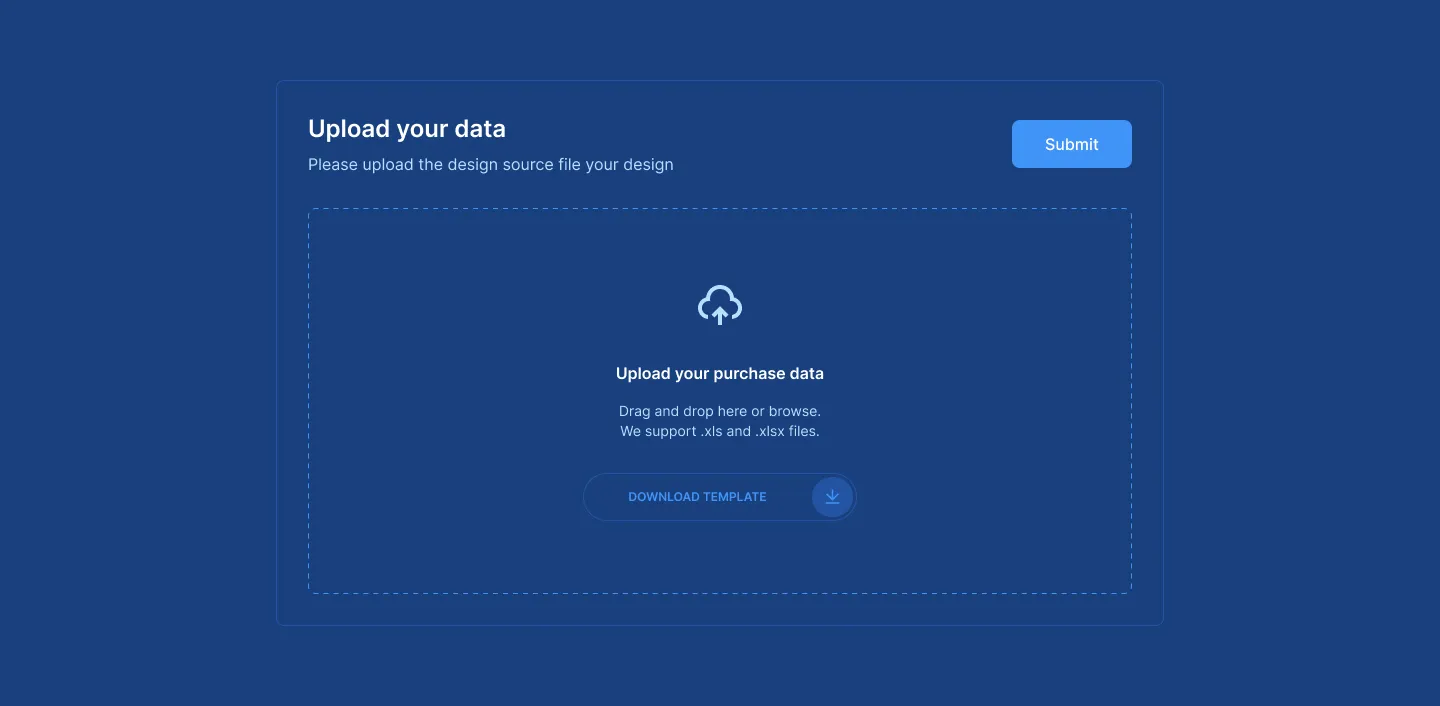 Upload your data
Please upload the design source file your design
Submit
Upload your purchase data
Drag and drop here or browse.
We support .xls and .xlsx files.
DOWNLOAD TEMPLATE